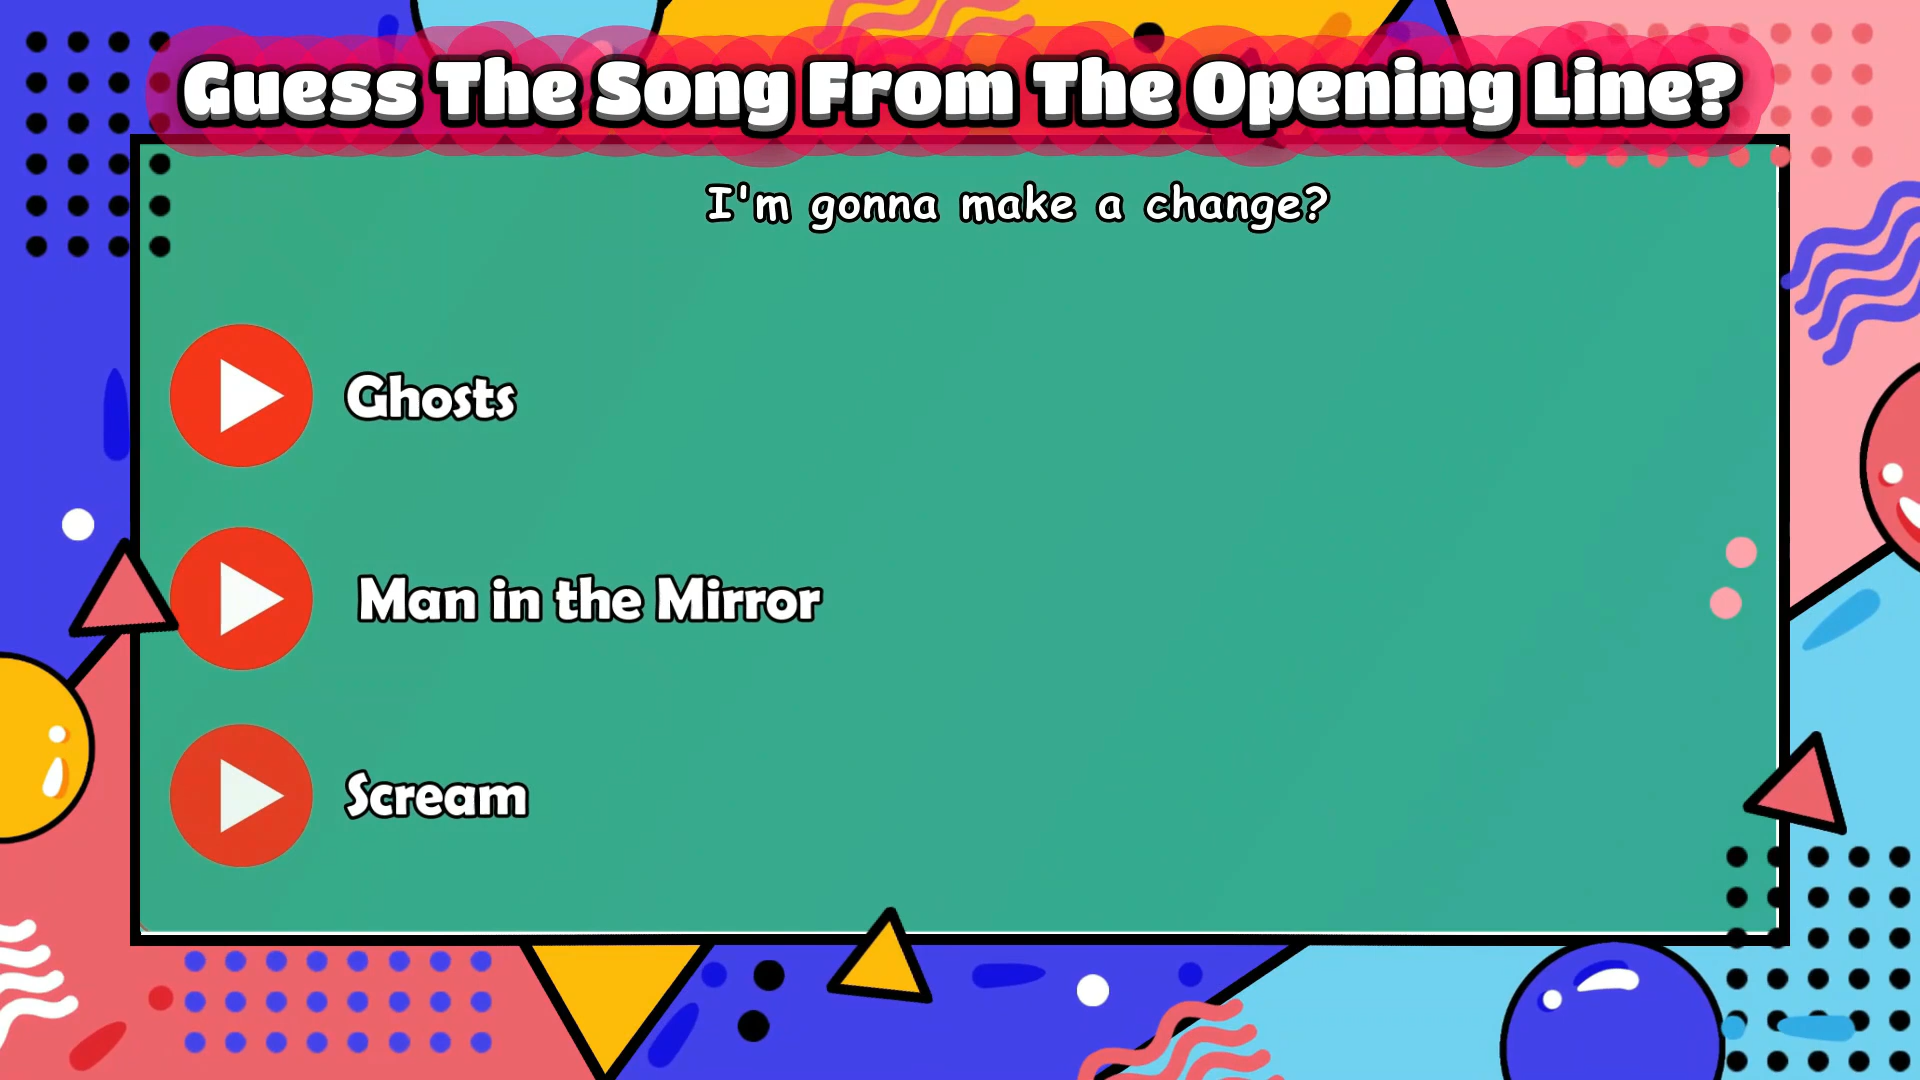 Guess The Song From The Opening Line?
I'm gonna make a change?
Ghosts
Man in the Mirror
Scream